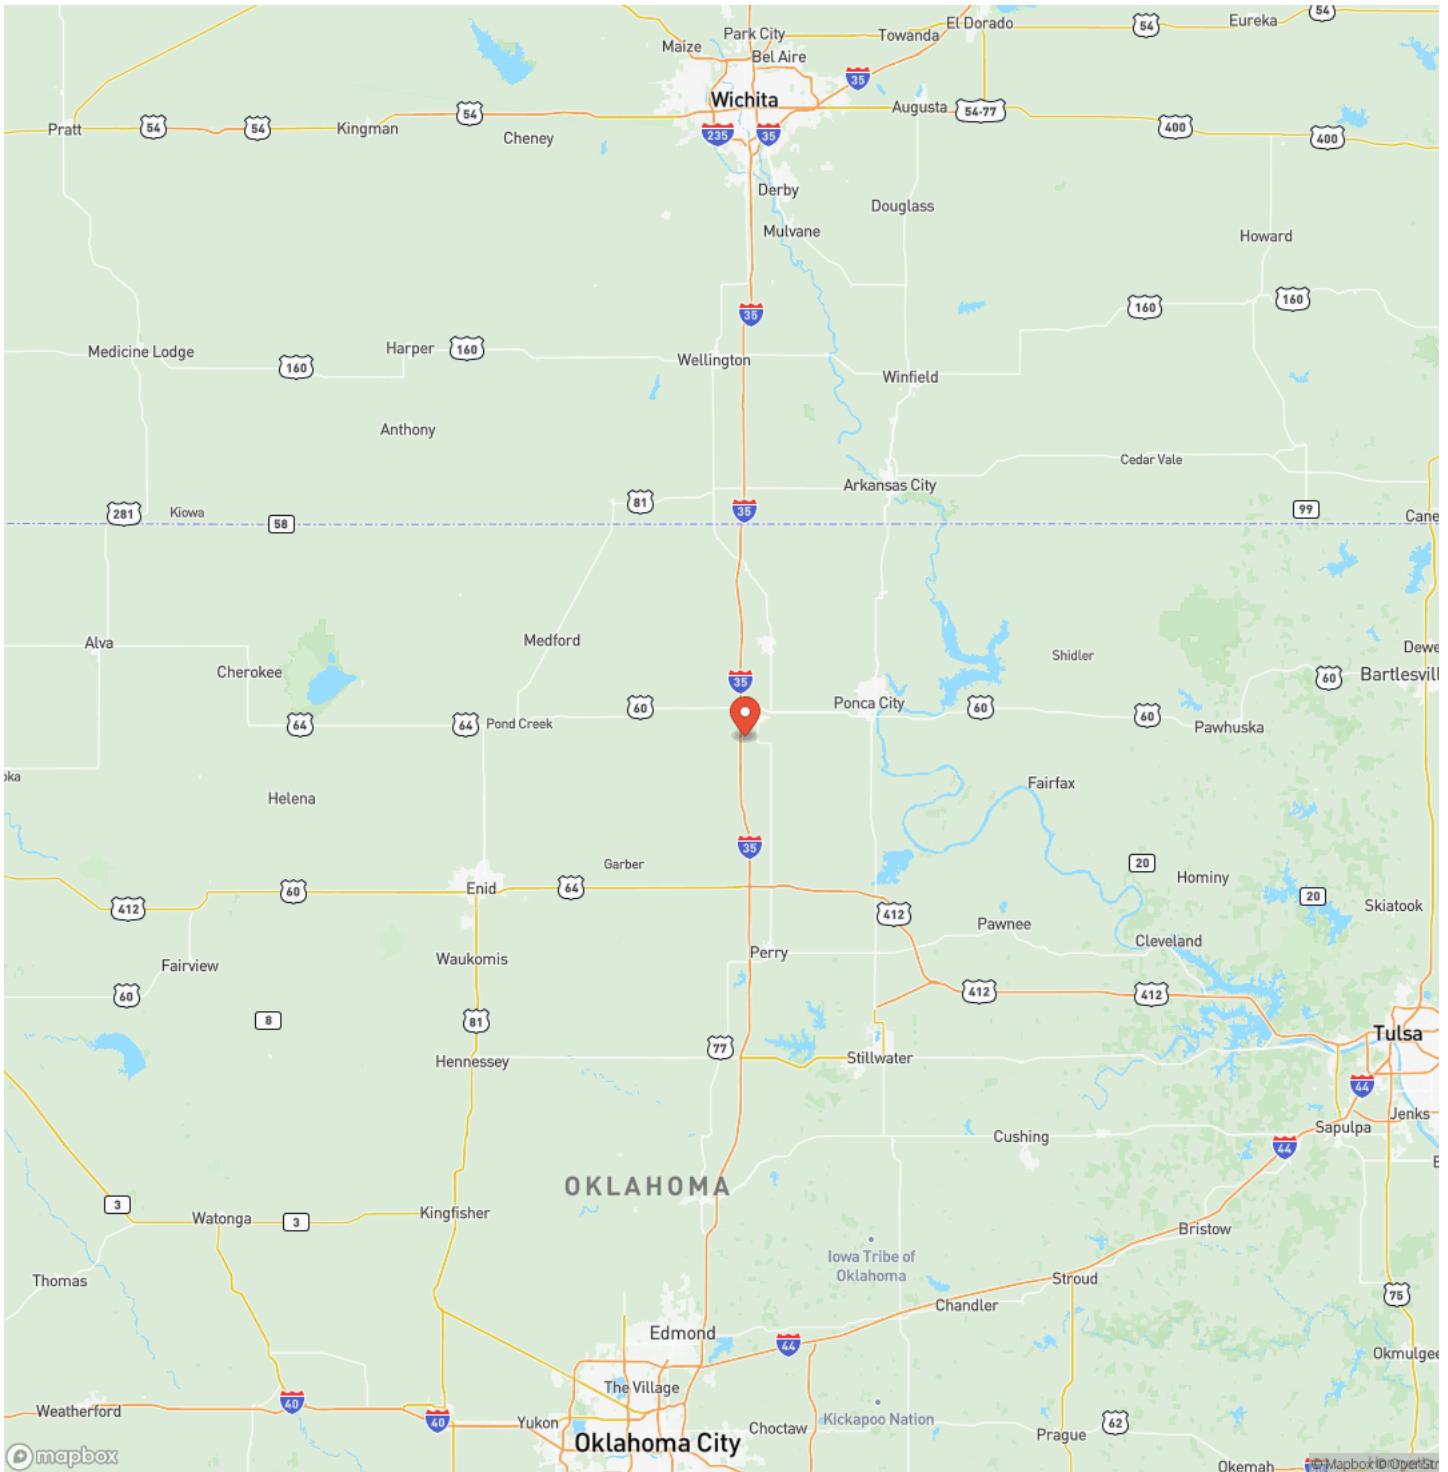 54
Eureka
El Dorado
54
Park City
Towanda
Maize
Bel Aire
35
Wichita
Augusta
54-77
Pratt
54
54
Kingman
54
Cheney
235
35
400
400
Derby
Douglass
Mulvane
Howard
160
160
35
Medicine Lodge
160
Harper
160
Wellington
Winfield
Anthony
Cedar Vale
Arkansas City
281
Kiowa
58
81
35
99
Cane
Alva
Cherokee
Medford
Shidler
Dewe
Bartlesvill
35
60
Ponca City
60
60
64
64
Pond Creek
60
Pawhuska
oka
Helena
Fairfax
35
Garber
20
Hominy
412
60
Enid
64
412
20
Skiatook
Pawnee
Cleveland
Fairview
Waukomis
Perry
60
412
412
8
81
Tulsa
Hennessey
77
Stillwater
44
Jenks
Sapulpa
Cushing
44
OKLAHOMA
3
Watonga
3
Kingfisher
Bristow
Iowa Tribe of
Oklahoma
Thomas
Stroud
75
Chandler
Edmond
44
Okmulgee
The Village
40
Weatherford
40
Yukon
Choctaw
Kickapoo Nation
62
Prague
Oklahoma City
mapbox
Okemah
© Mapbox © OpenStr